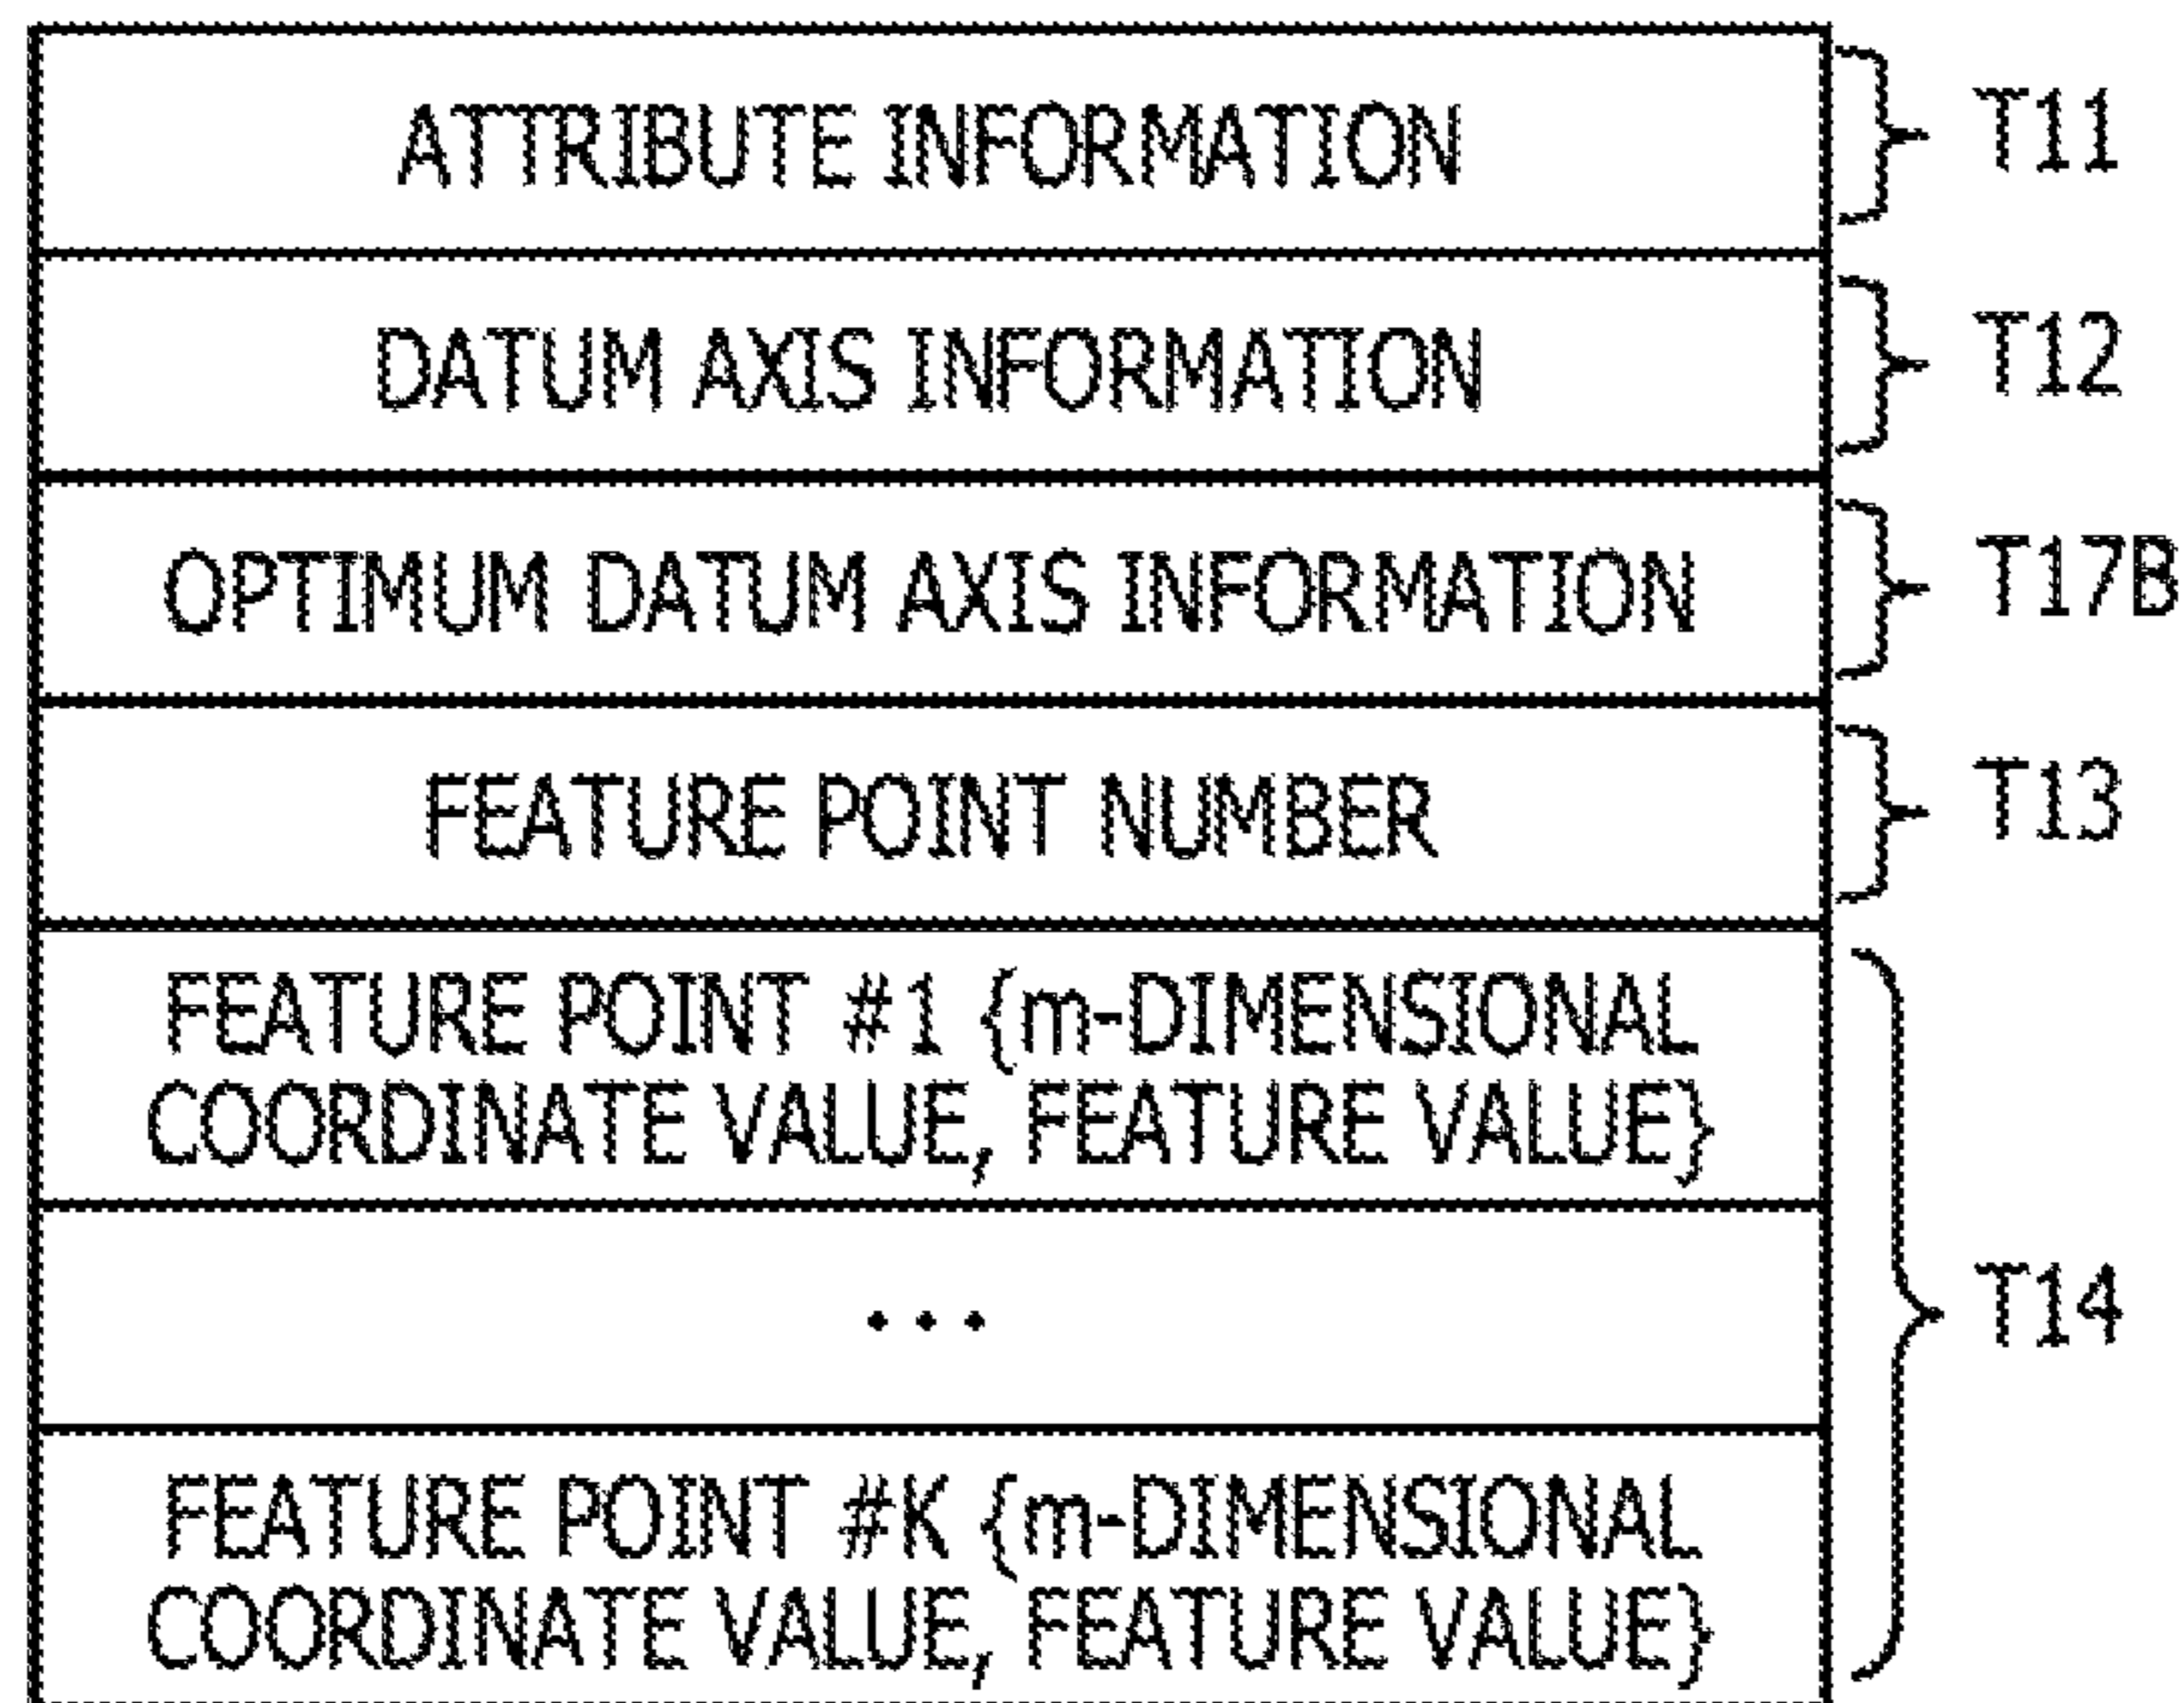 ATTRIBUTE INFORMATION
T11
DATUM AXIS INFORMATION
T12
OPTIMUM DATUM AXIS INFORMATION
T17B
FEATURE POINT NUMBER
T13
FEATURE POINT #1 {m-DIMENSIONAL
COORDINATE VALUE, FEATURE VALUE}
...
T14
FEATURE POINT #K {m-DIMENSIONAL
COORDINATE VALUE, FEATURE VALUE}